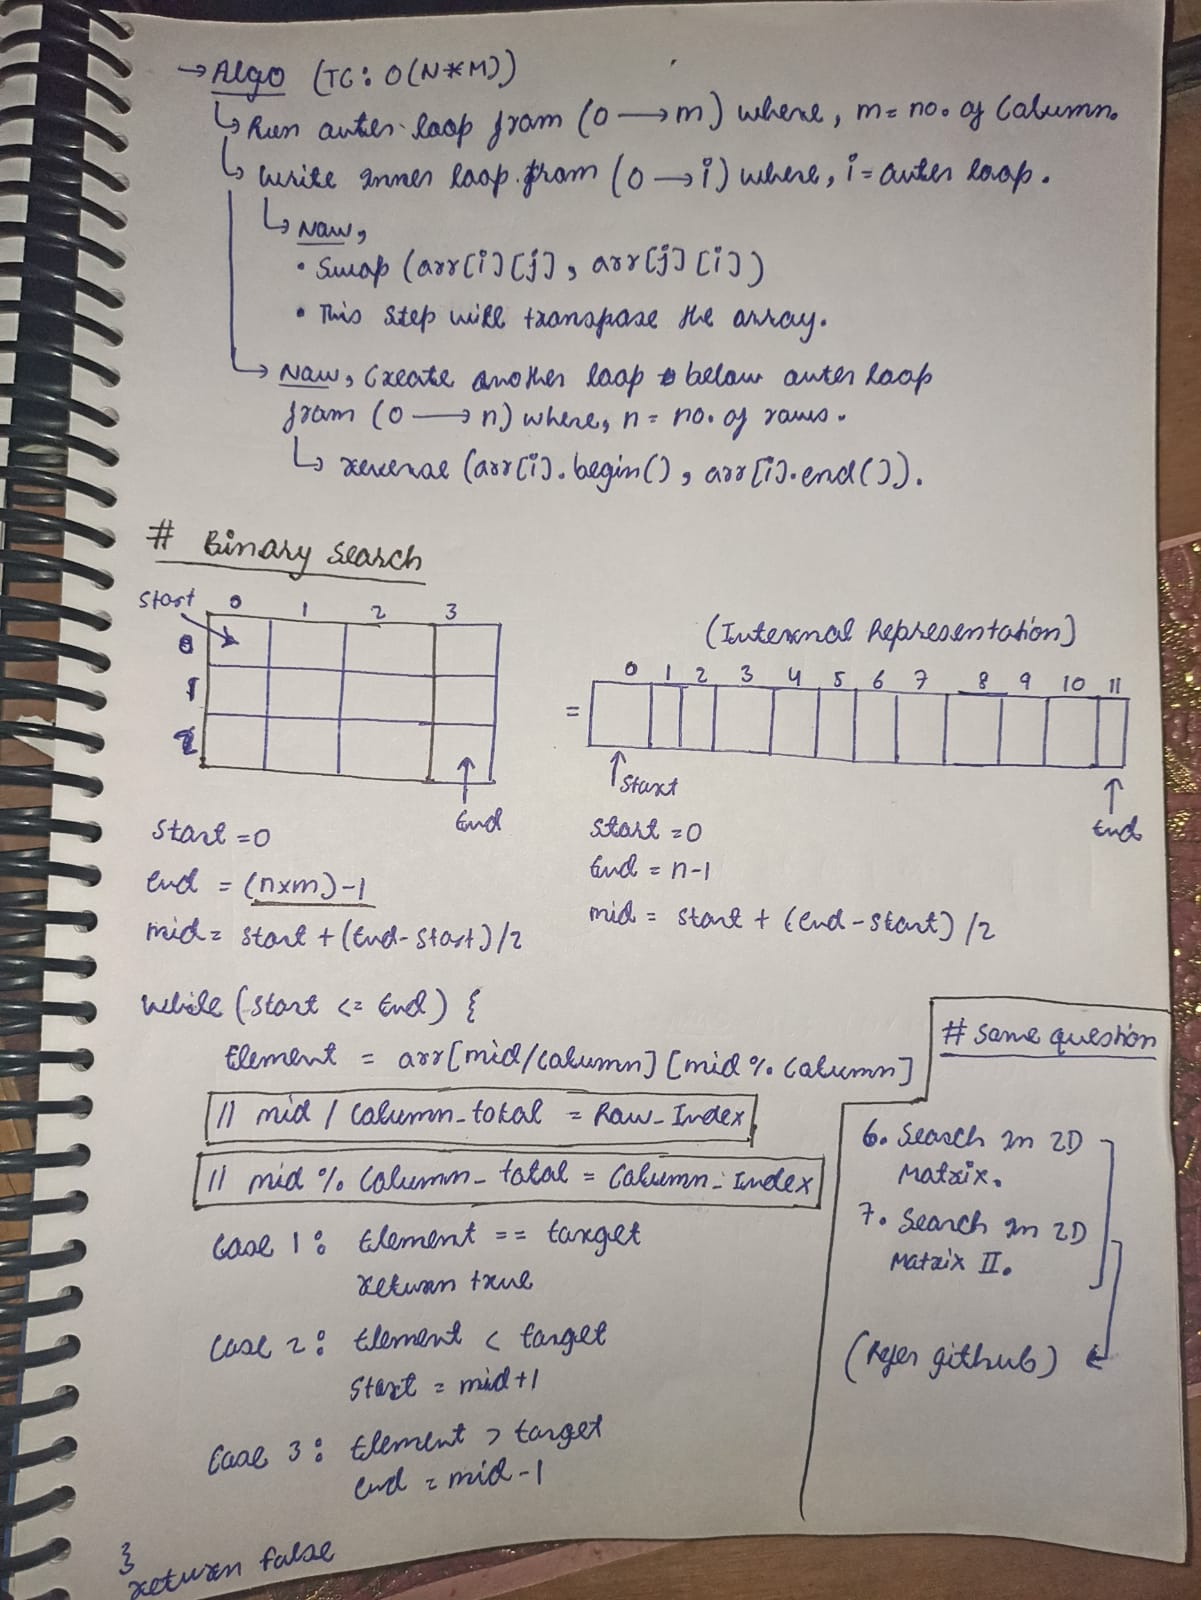 → Algo (TC: O(N*M))
↳ Run outer loop from (0 → m) where, m = no. of Column.
↳ Write Inner loop from (0 → i) where, i = outer loop.
↳ Now,
• Swap (arr[i][j], arr[j][i])
• This step will transpose the array.
↳ Now, Create another loop below outer loop
from (0 → n) where, n = no. of rows.
↳ reverse (arr[i].begin(), arr[i].end()).
# Binary Search
Start 0 1 2 3
0
1
2
End
(Internal Representation)
0 1 2 3 4 5 6 7 8 9 10 11
=
↑ Start
↑ End
Start = 0
end = (n×m)-1
mid = start + (End-Start)/2
Start = 0
End = n-1
mid = start + (end-start)/2
While (Start <= End) {
Element = arr[mid/column][mid % Column]
// mid / Column_total = Row_Index
// mid % Column_total = Column_Index
Case 1: Element == target
return true
Case 2: Element < target
Start = mid+1
Case 3: Element > target
end = mid-1
}
return false
# Same question
6. Search In 2D
Matrix.
7. Search In 2D
Matrix II.
(Refer github) ←